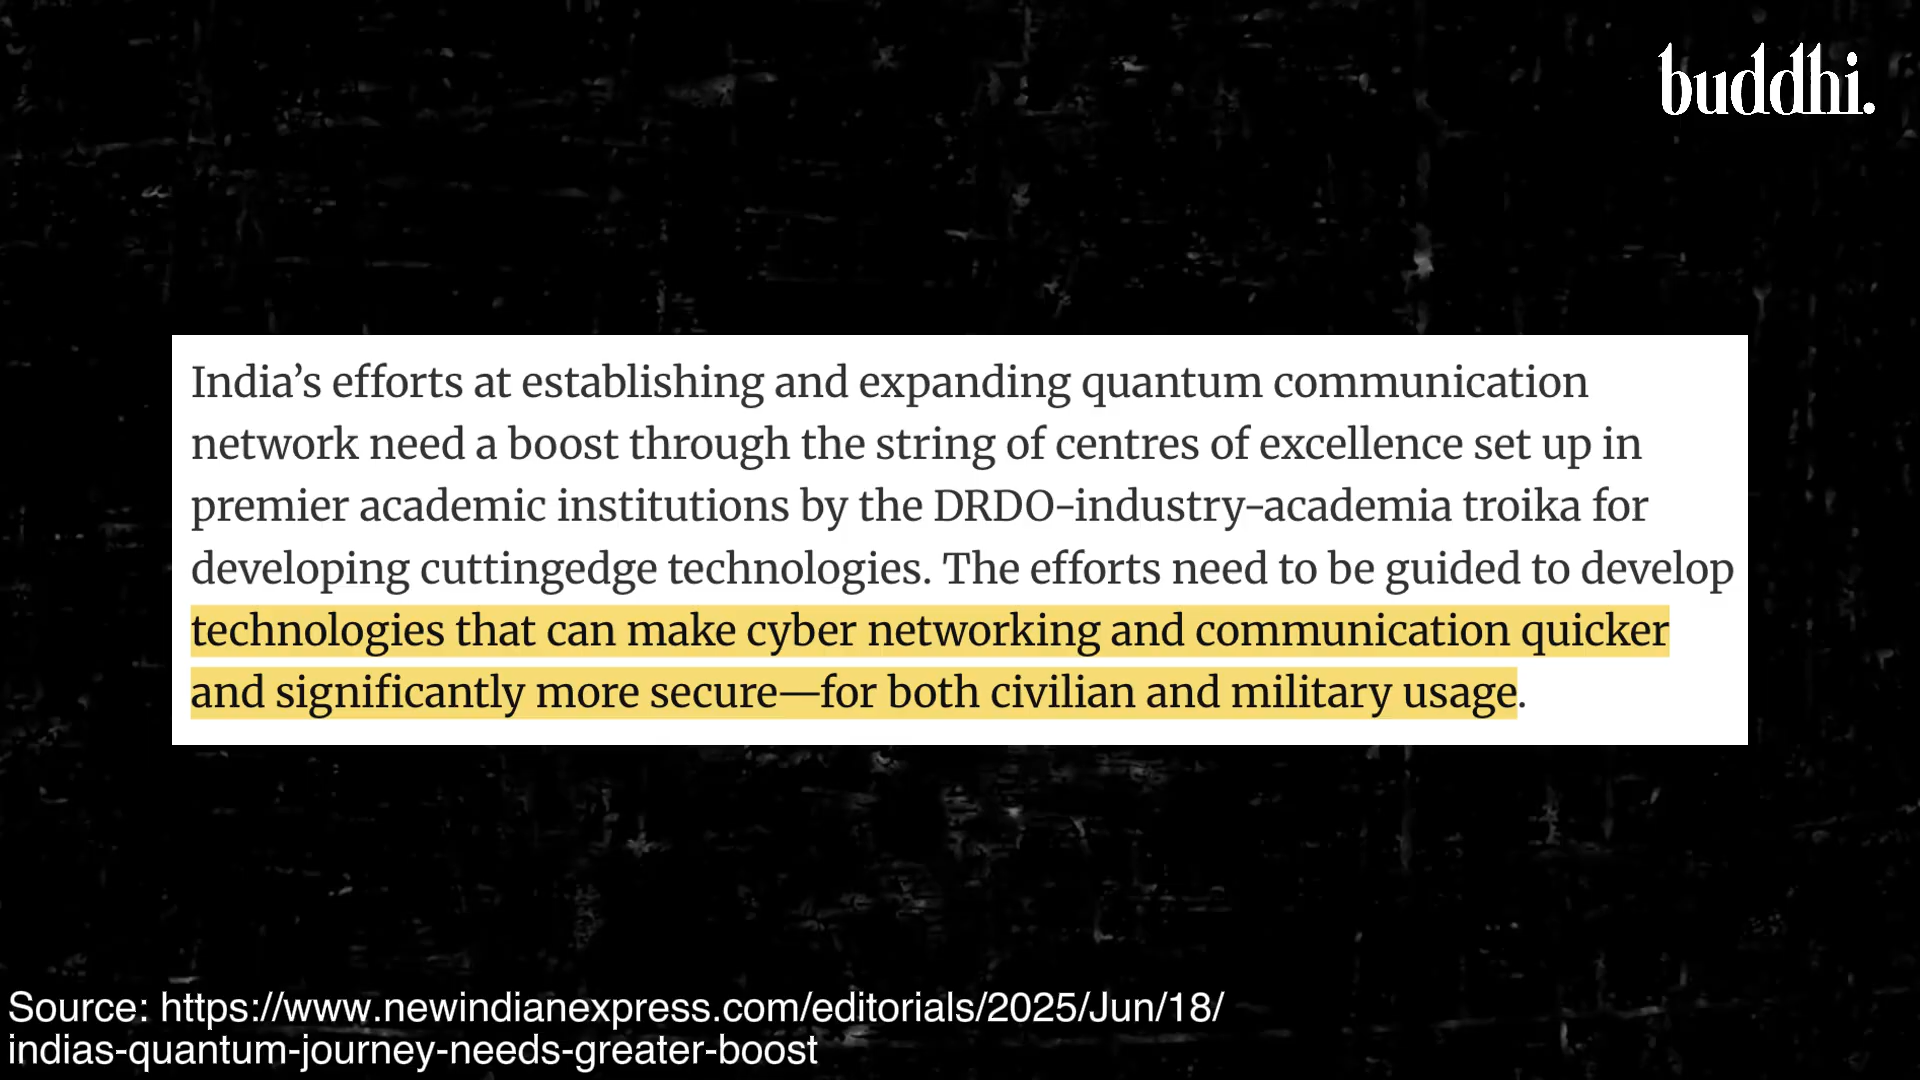 buddhi.
India’s efforts at establishing and expanding quantum communication
network need a boost through the string of centres of excellence set up in
premier academic institutions by the DRDO-industry-academia troika for
developing cuttingedge technologies. The efforts need to be guided to develop
technologies that can make cyber networking and communication quicker
and significantly more secure—for both civilian and military usage.
Source: https://www.newindianexpress.com/editorials/2025/Jun/18/
indias-quantum-journey-needs-greater-boost